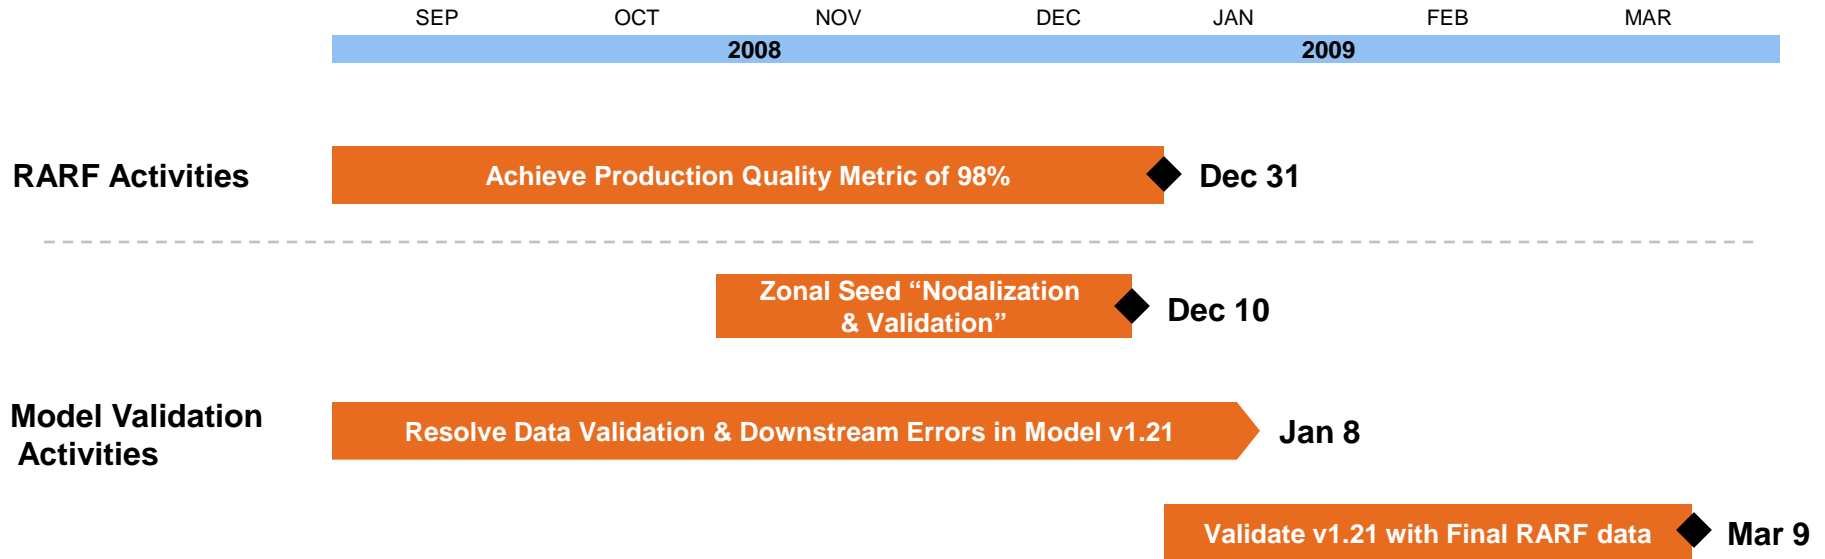 SEP OCT NOV DEC JAN FEB MAR
2008 2009
RARF Activities
Achieve Production Quality Metric of 98%
Dec 31
Zonal Seed “Nodalization
& Validation”
Dec 10
Model Validation
Activities
Resolve Data Validation & Downstream Errors in Model v1.21
Jan 8
Validate v1.21 with Final RARF data
Mar 9